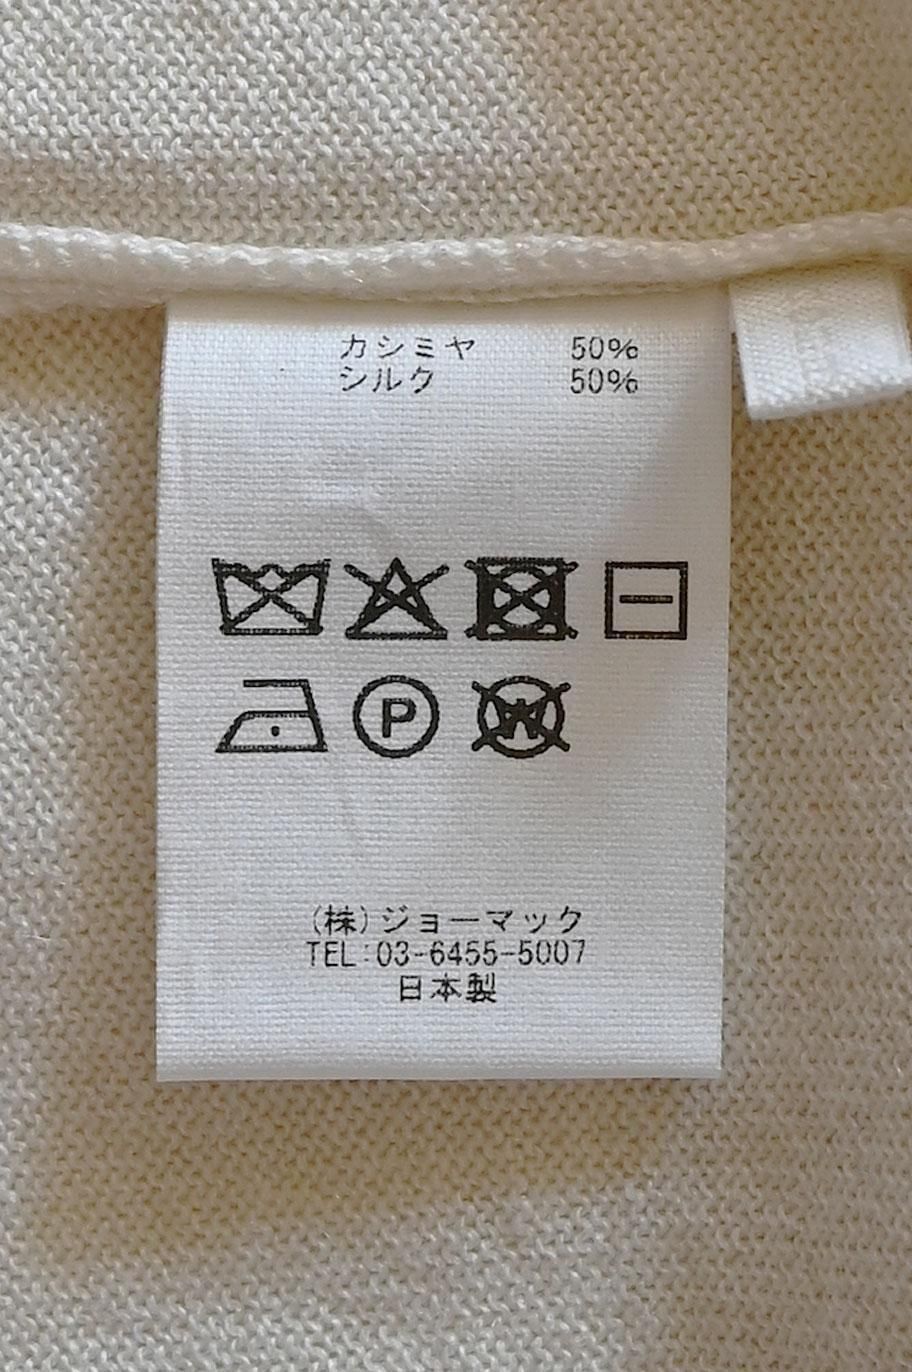 カシミヤ 50%
シルク 50%
P
W
(株)ジョーマック
TEL:03-6455-5007
日本製